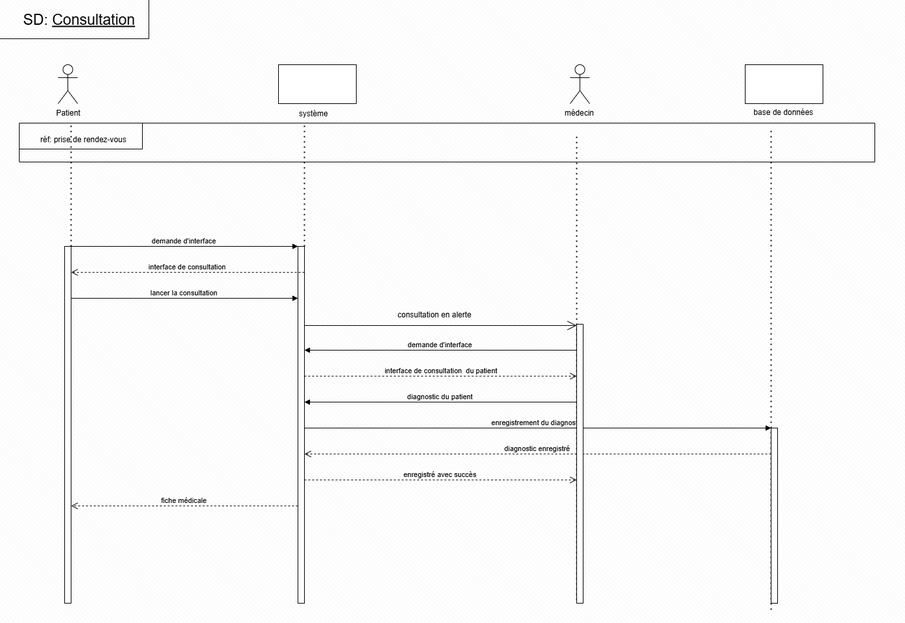 SD: Consultation
Patient
système
médecin
base de données
réf: prise de rendez-vous
demande d'interface
interface de consultation
lancer la consultation
consultation en alerte
demande d'interface
interface de consultation du patient
diagnostic du patient
enregistrement du diagnos
diagnostic enregistré
enregistré avec succès
fiche médicale